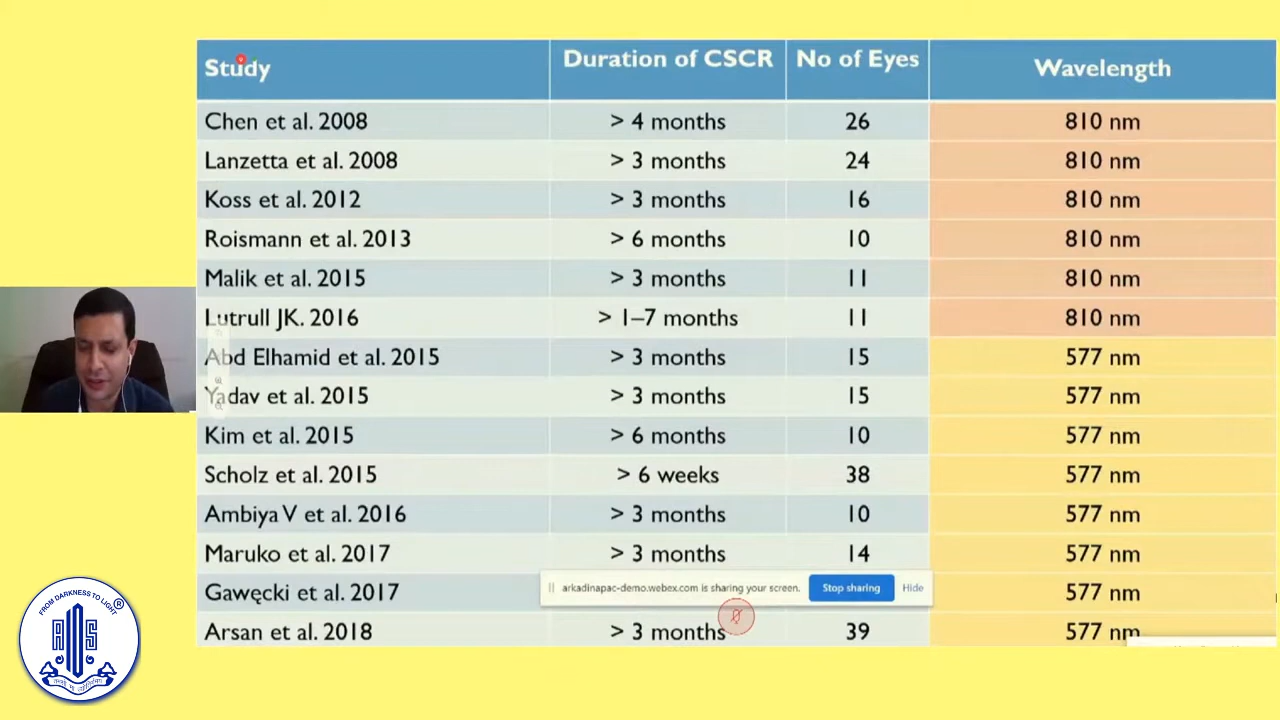 Study Duration of CSCR No of Eyes Wavelength
Chen et al. 2008 > 4 months 26 810 nm
Lanzetta et al. 2008 > 3 months 24 810 nm
Koss et al. 2012 > 3 months 16 810 nm
Roismann et al. 2013 > 6 months 10 810 nm
Malik et al. 2015 > 3 months 11 810 nm
Lutrull JK. 2016 > 1–7 months 11 810 nm
Abd Elhamid et al. 2015 > 3 months 15 577 nm
Yadav et al. 2015 > 3 months 15 577 nm
Kim et al. 2015 > 6 months 10 577 nm
Scholz et al. 2015 > 6 weeks 38 577 nm
Ambiya V et al. 2016 > 3 months 10 577 nm
Maruko et al. 2017 > 3 months 14 577 nm
Gawęcki et al. 2017 577 nm
arkadinapac-demo.webex.com is sharing your screen. Stop sharing Hide
Arsan et al. 2018 > 3 months 39 577 nm
FROM DARKNESS TO LIGHT ®
AIOS